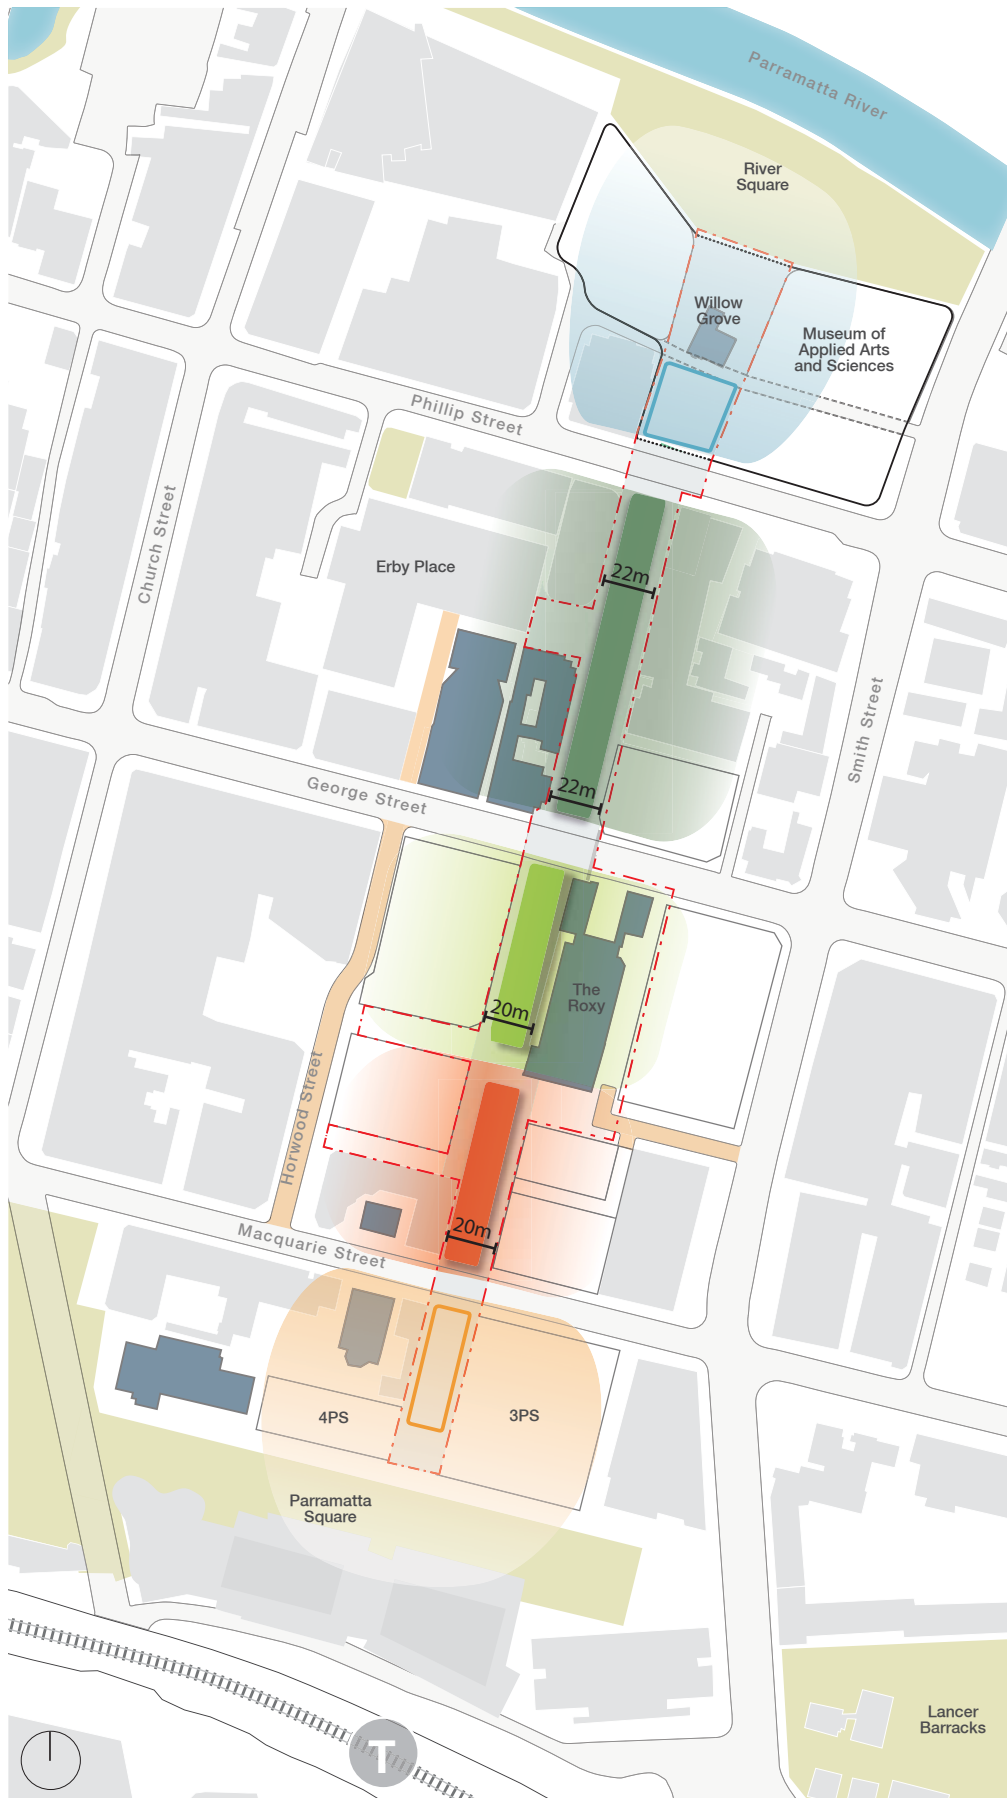 Parramatta River
River
Square
Willow
Grove
Museum of
Applied Arts
and Sciences
Phillip Street
Church Street
Erby Place
22m
Smith Street
George Street
22m
The
Roxy
20m
Horwood Street
20m
Macquarie Street
4PS
3PS
Parramatta
Square
Lancer
Barracks
T